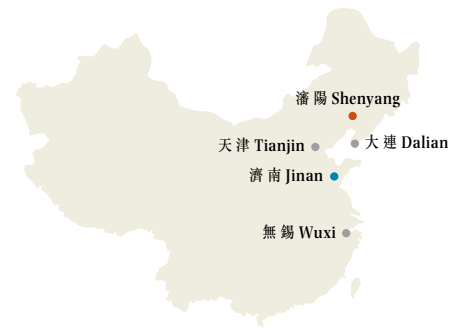 瀋陽 Shenyang
大連 Dalian
天津 Tianjin
濟南 Jinan
無錫 Wuxi